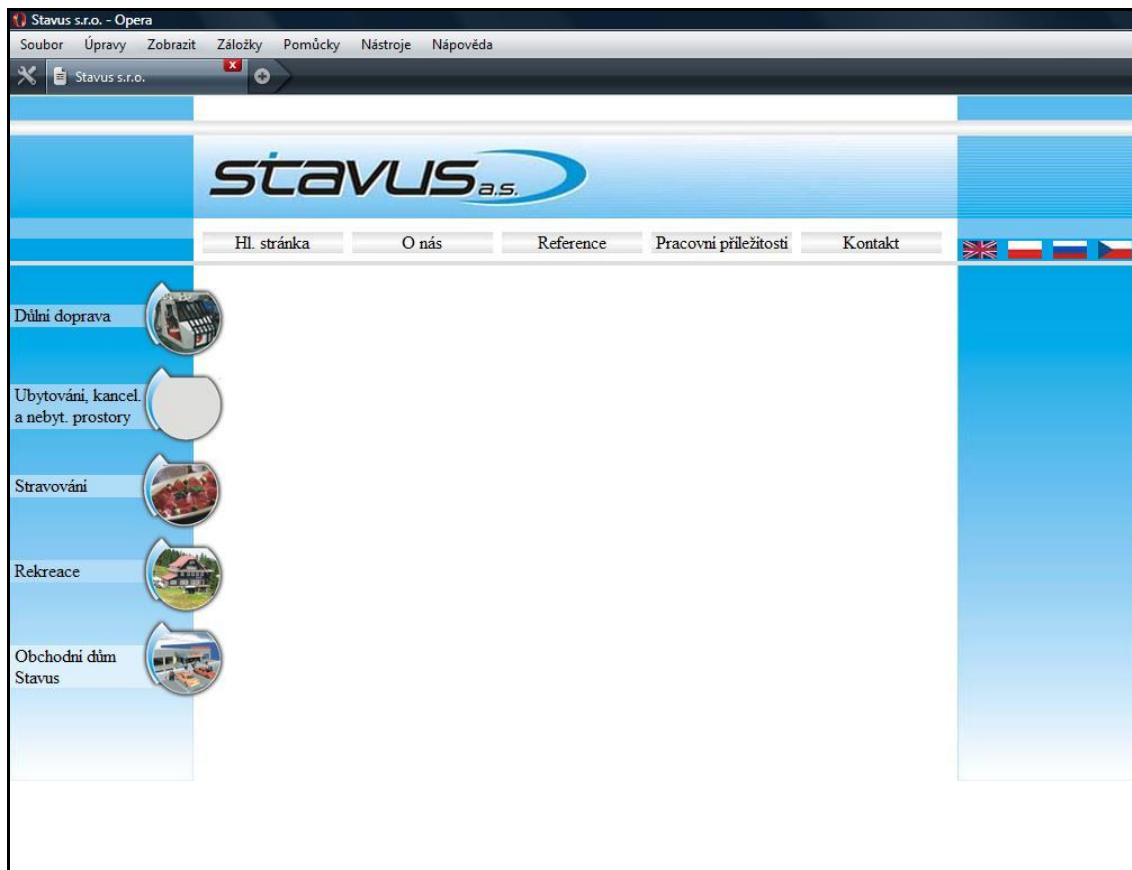 Stavus s.r.o. - Opera
Soubor Úpravy Zobrazit Záložky Pomůcky Nástroje Nápověda
Stavus s.r.o.
stavus a.s.
Hl. stránka O nás Reference Pracovní příležitosti Kontakt
Důlní doprava
Ubytování, kancel.
a nebyt. prostory
Stravování
Rekreace
Obchodní dům
Stavus